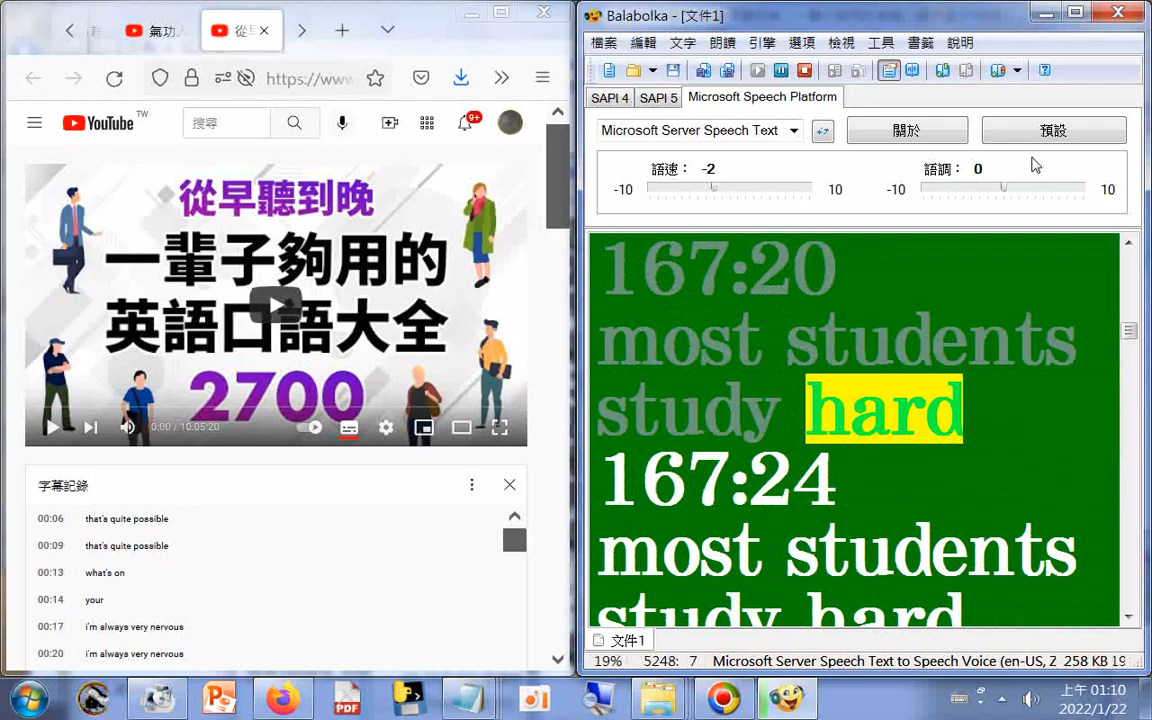 氣功
從
https://www
YouTube TW
搜尋
9+
從早聽到晚
一輩子夠用的
英語口語大全
2700
0:00 / 10:05:20
字幕記錄
00:06 that's quite possible
00:09 that's quite possible
00:13 what's on
00:14 your
00:17 i'm always very nervous
00:20 i'm always very nervous
Balabolka - [文件1]
檔案 編輯 文字 朗讀 引擎 選項 檢視 工具 書籤 說明
SAPI 4 SAPI 5 Microsoft Speech Platform
Microsoft Server Speech Text 關於 預設
語速： -2 語調： 0
-10 10 -10 10
167:20
most students
study hard
167:24
most students
study hard
文件1
19% 5248: 7 Microsoft Server Speech Text to Speech Voice (en-US, Z 258 KB 19
PDF
上午 01:10
2022/1/22